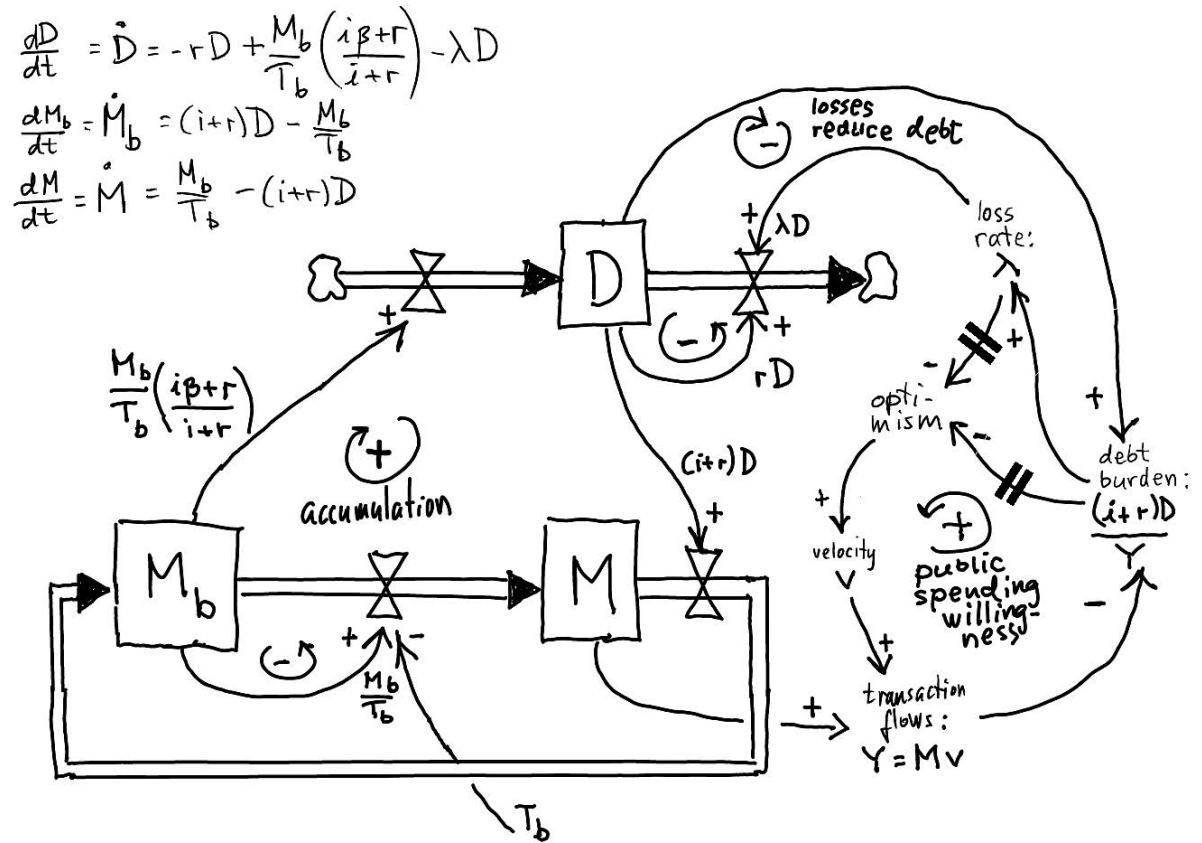 dD/dt = Ḋ = -rD + M_b/T_b (iβ+r/i+r) - λD
dM_b/dt = Ṁ_b = (i+r)D - M_b/T_b
dM/dt = Ṁ = M_b/T_b - (i+r)D
losses
reduce debt
-
+
λD
loss
rate:
λ
D
+
-
+
rD
+
-
M_b/T_b (iβ+r/i+r)
+
accumulation
opti-
mism
-
+
debt
burden:
(i+r)D
Y
(i+r)D
+
+
velocity
v
+
public
spending
willing-
ness
-
M_b
M
-
+
-
M_b/T_b
+
transaction
flows:
Y = Mv
+
T_b